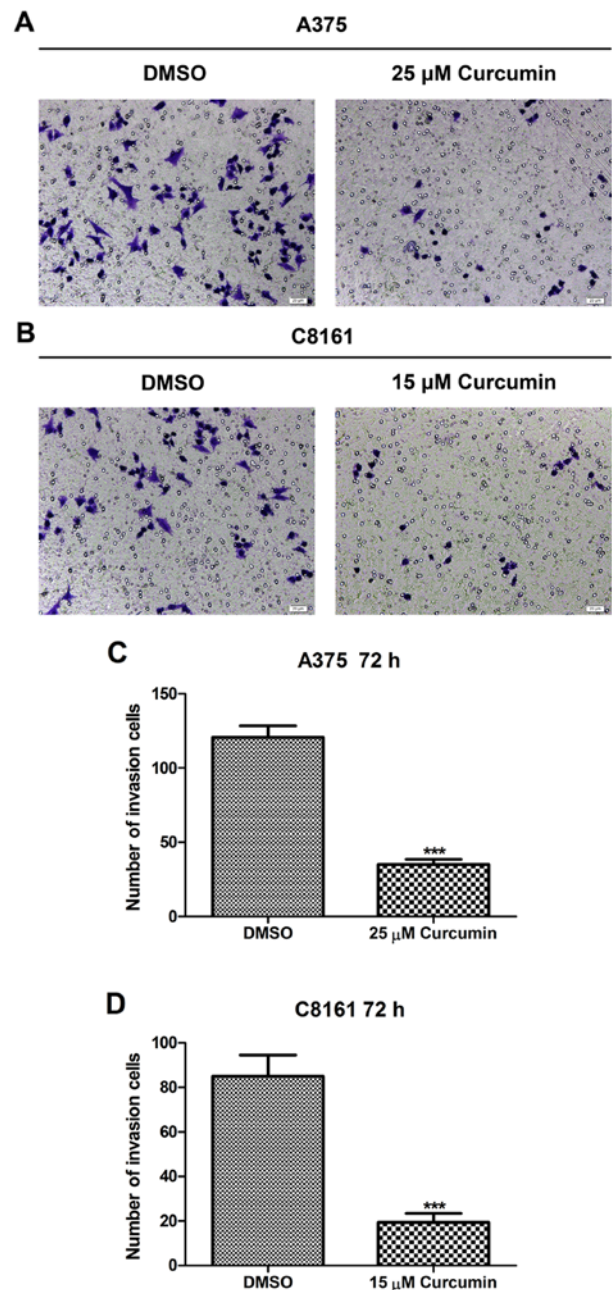 A
A375
DMSO
25 µM Curcumin
B
C8161
DMSO
15 µM Curcumin
C
A375 72 h
Number of invasion cells
150
100
50
0
***
DMSO
25 µM Curcumin
D
C8161 72 h
Number of invasion cells
100
80
60
40
20
0
***
DMSO
15 µM Curcumin